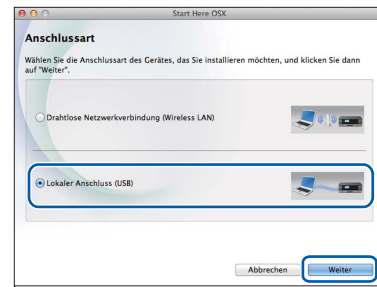 Start Here OSX
Anschlussart
Wählen Sie die Anschlussart des Gerätes, das Sie installieren möchten, und klicken Sie dann
auf "Weiter".
Drahtlose Netzwerkverbindung (Wireless LAN)
Lokaler Anschluss (USB)
Abbrechen
Weiter